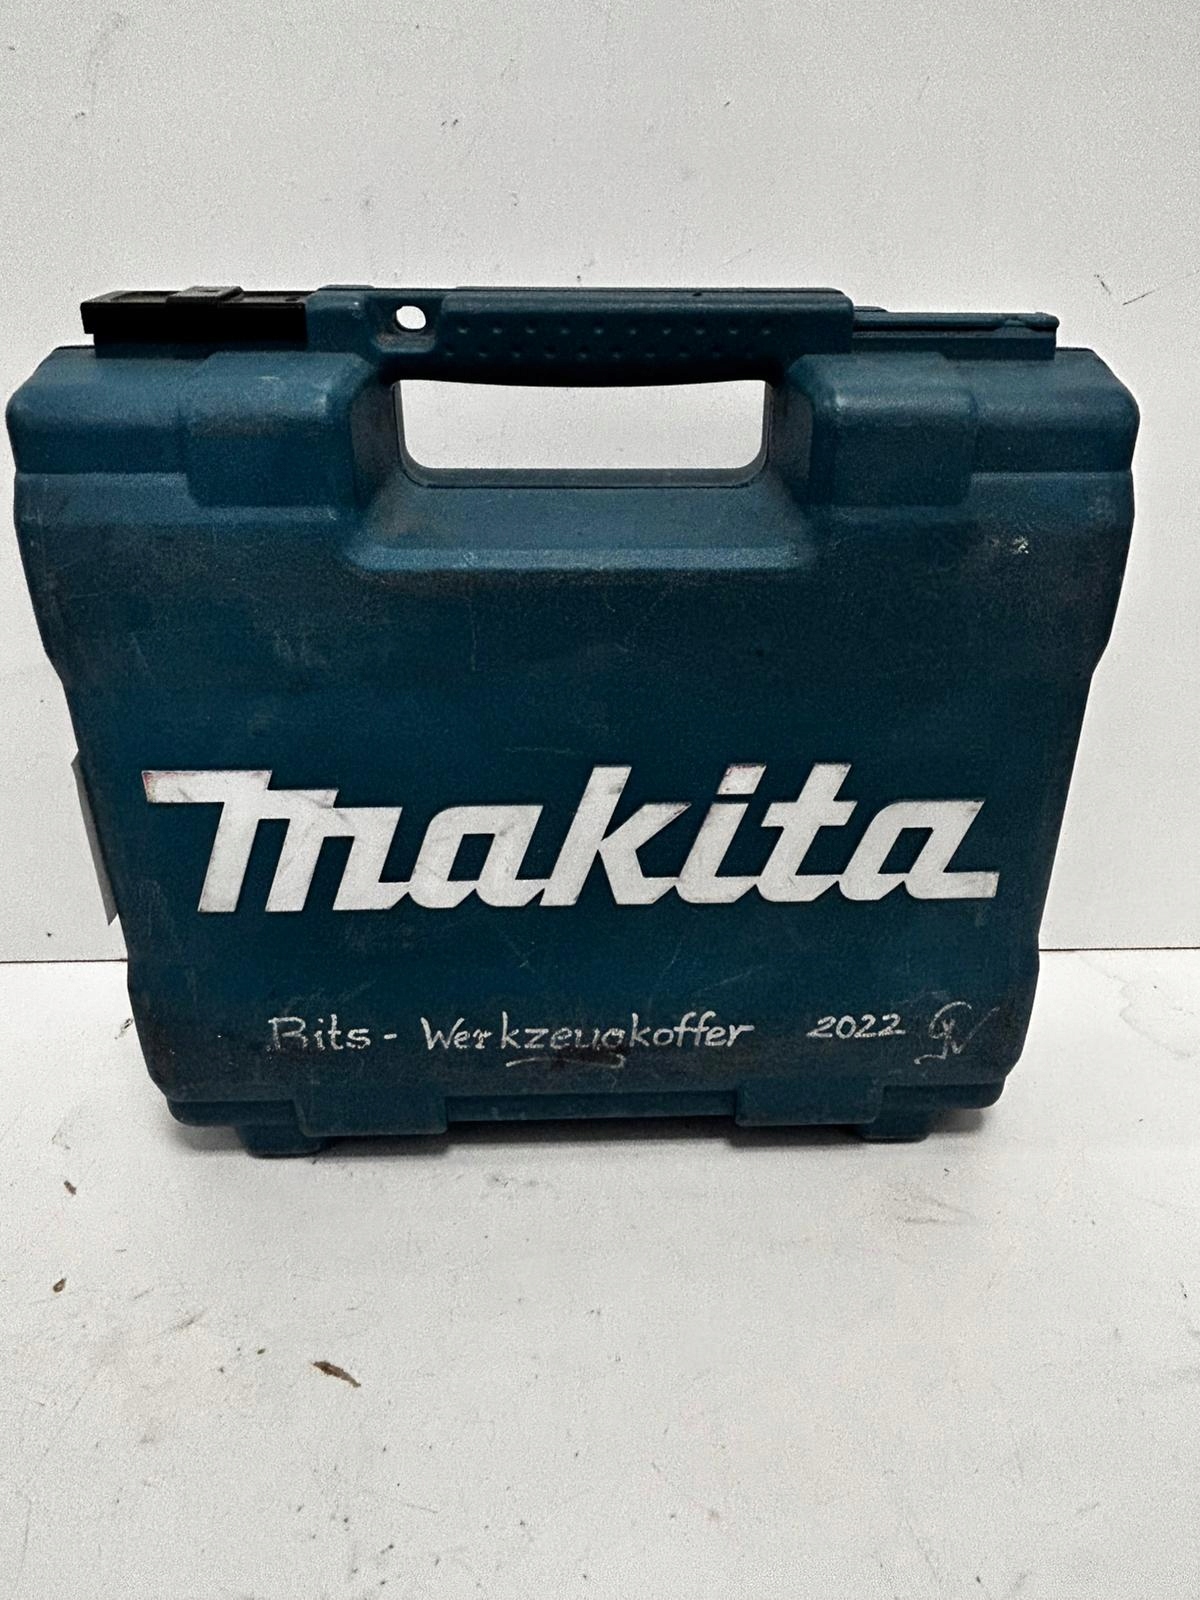 makita
Bits - Werkzeugkoffer 2022